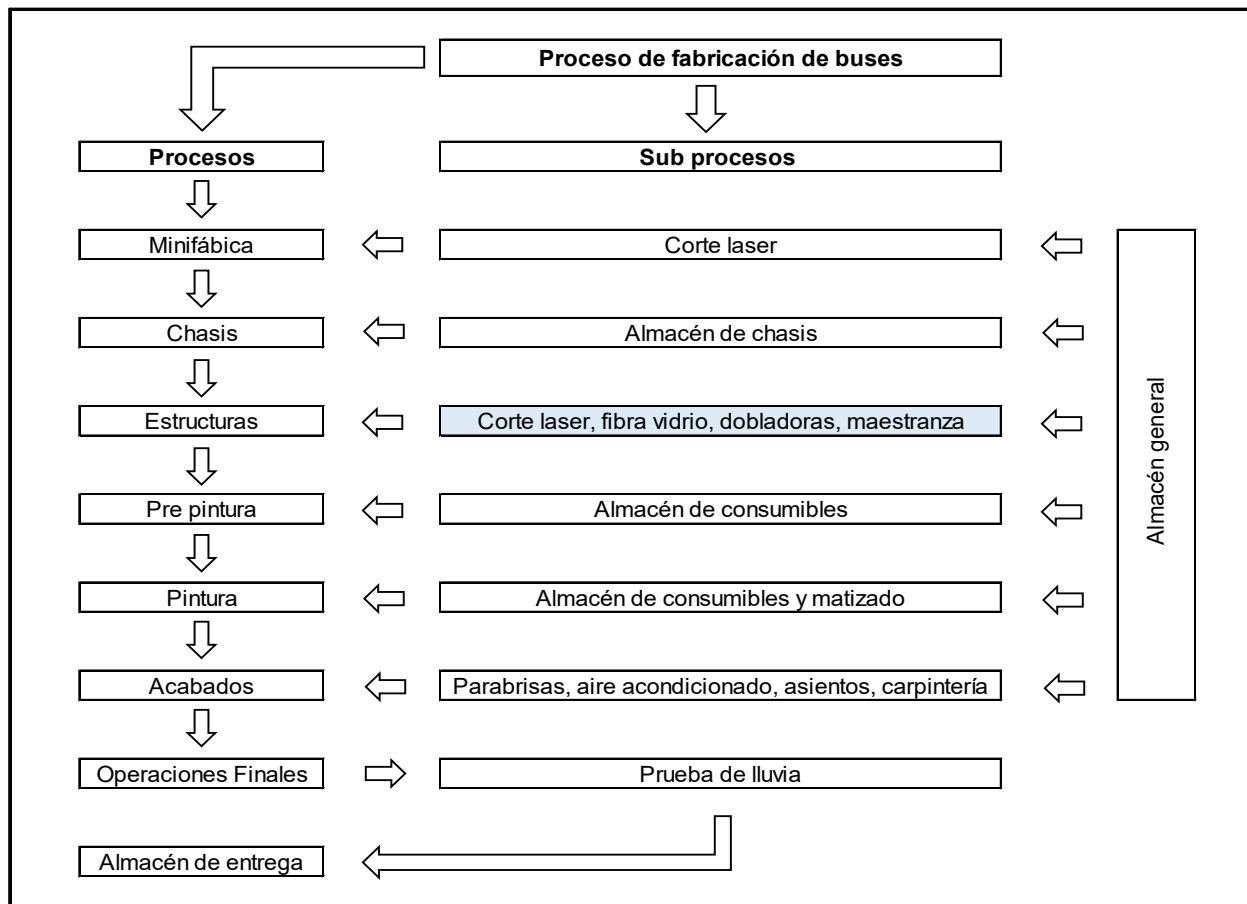 Proceso de fabricación de buses
Procesos
Sub procesos
Minifábica
Corte laser
Chasis
Almacén de chasis
Estructuras
Corte laser, fibra vidrio, dobladoras, maestranza
Pre pintura
Almacén de consumibles
Pintura
Almacén de consumibles y matizado
Acabados
Parabrisas, aire acondicionado, asientos, carpintería
Operaciones Finales
Prueba de lluvia
Almacén de entrega
Almacén general